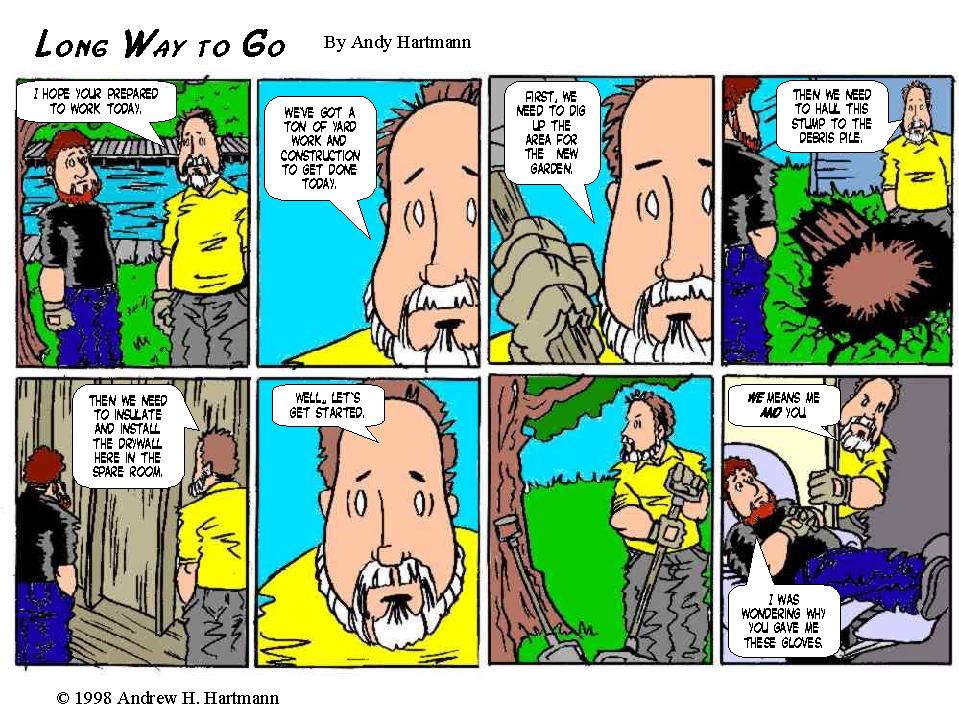 LONG WAY TO GO
By Andy Hartmann
I HOPE YOUR PREPARED
TO WORK TODAY.
WE'VE GOT A
TON OF YARD
WORK AND
CONSTRUCTION
TO GET DONE
TODAY.
FIRST, WE
NEED TO DIG
UP THE
AREA FOR
THE NEW
GARDEN.
THEN WE NEED
TO HAUL THIS
STUMP TO THE
DEBRIS PILE.
THEN WE NEED
TO INSULATE
AND INSTALL
THE DRYWALL
HERE IN THE
SPARE ROOM.
WELL, LET'S
GET STARTED.
WE MEANS ME
AND YOU.
I WAS
WONDERING WHY
YOU GAVE ME
THESE GLOVES.
© 1998 Andrew H. Hartmann